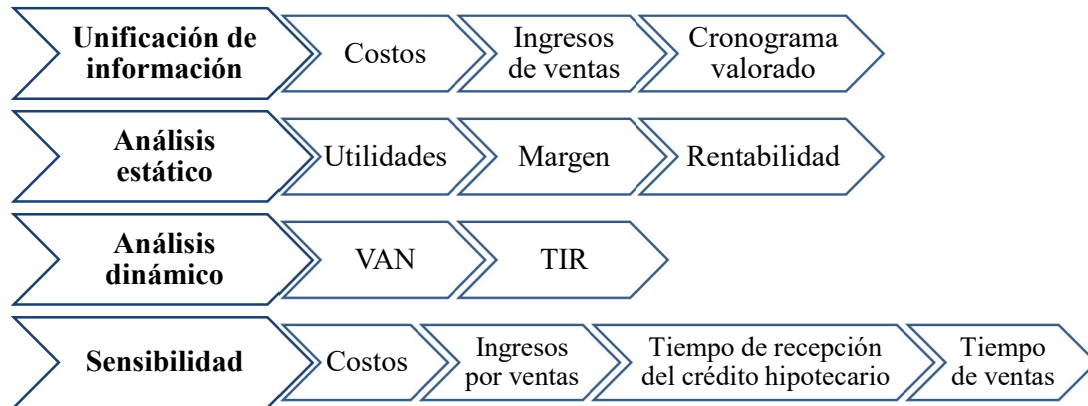 Unificación de
información
Costos
Ingresos
de ventas
Cronograma
valorado
Análisis
estático
Utilidades
Margen
Rentabilidad
Análisis
dinámico
VAN
TIR
Sensibilidad
Costos
Ingresos
por ventas
Tiempo de recepción
del crédito hipotecario
Tiempo
de ventas